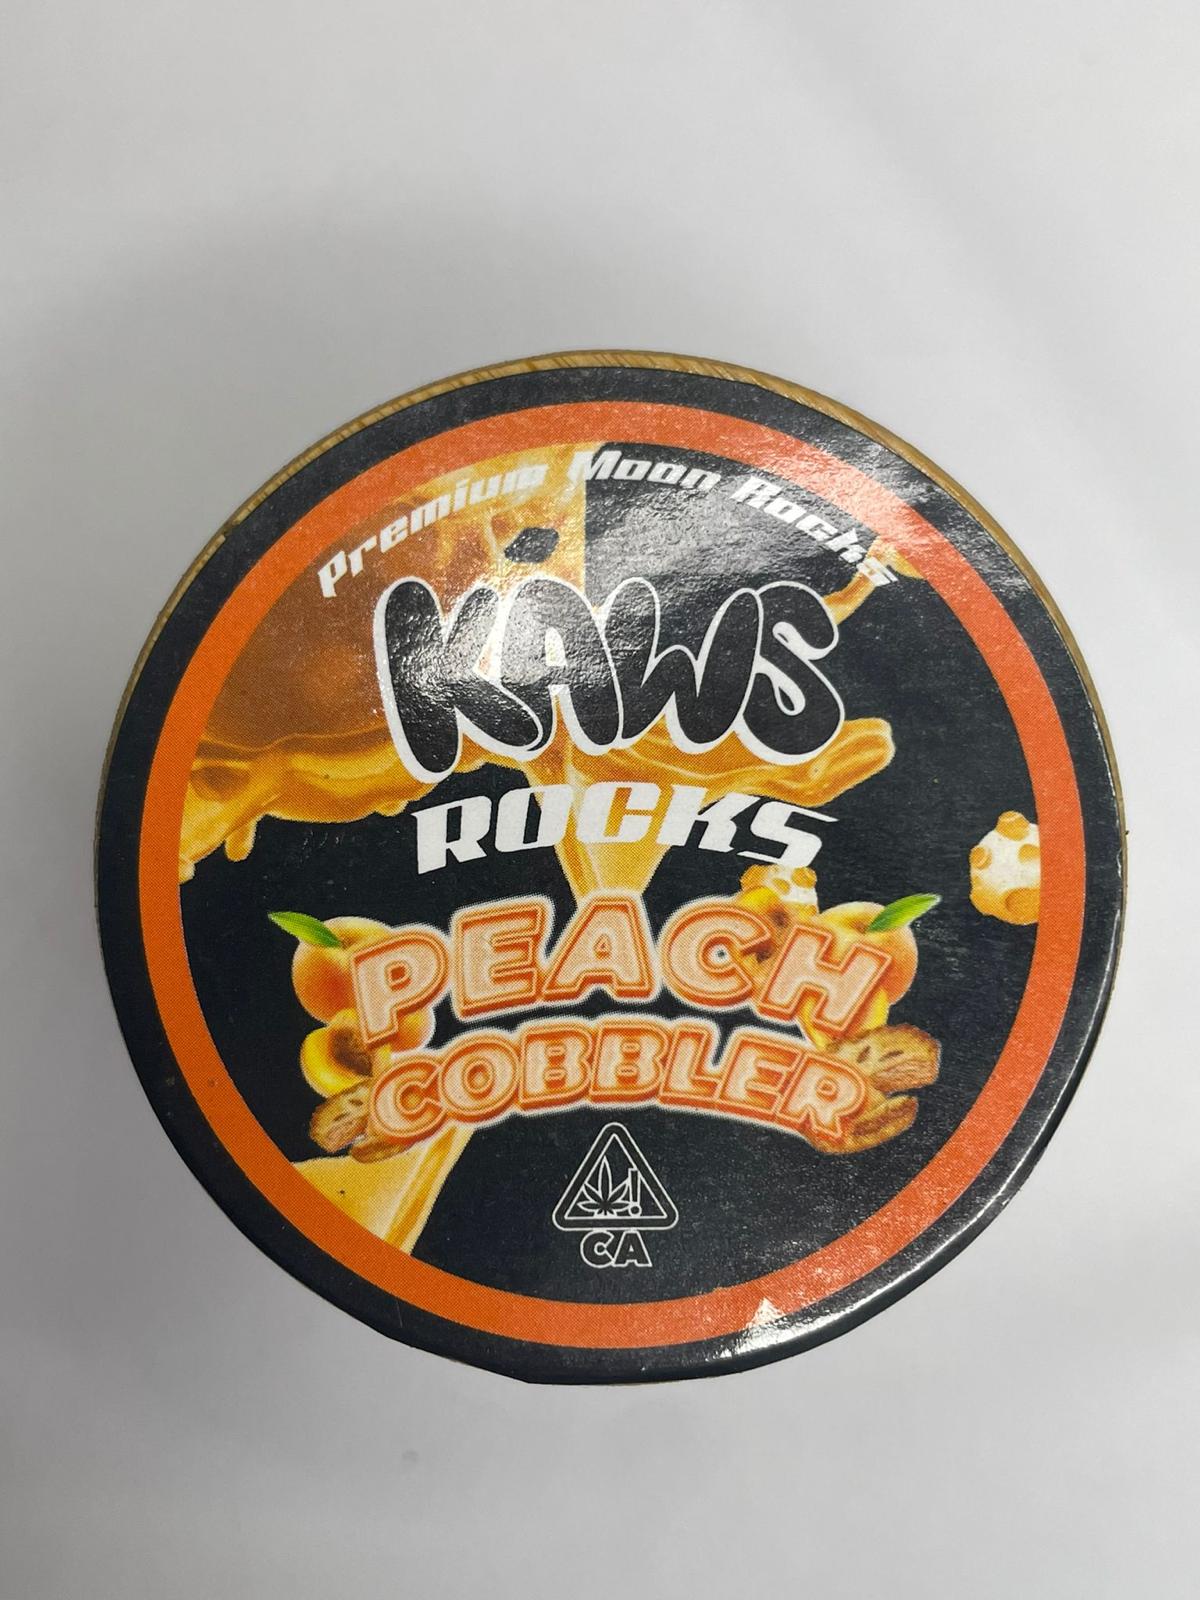 Premium Moon Rocks
KAWS
ROCKS
PEACH
COBBLER
!
CA